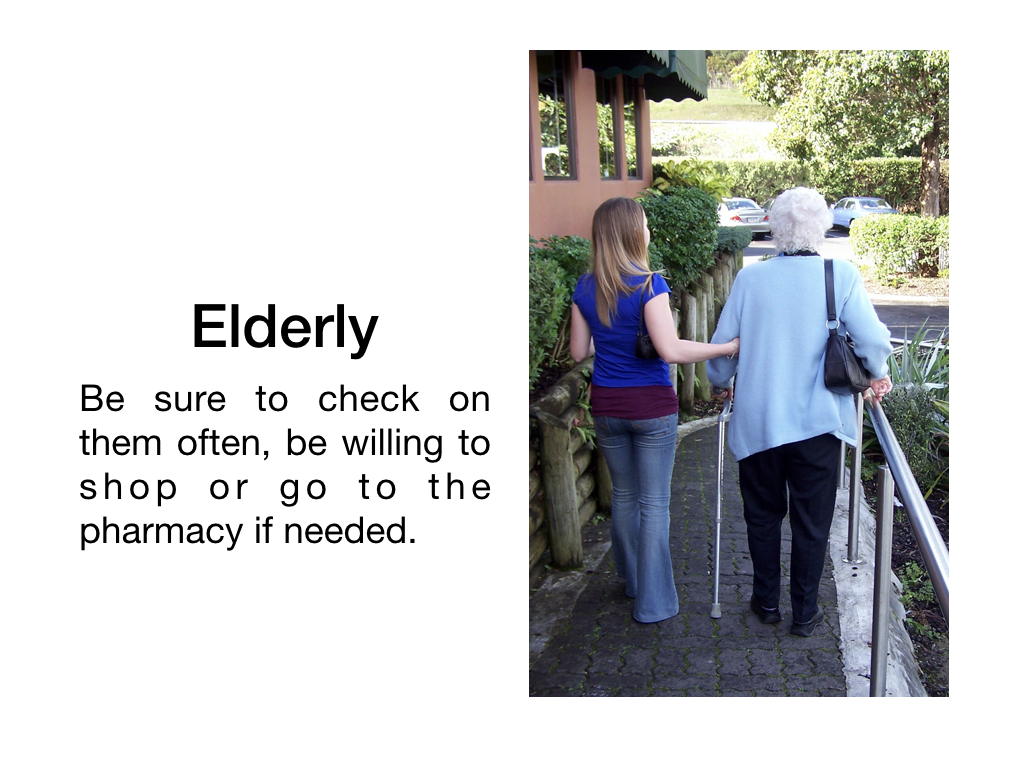 Elderly
Be sure to check on
them often, be willing to
shop or go to the
pharmacy if needed.